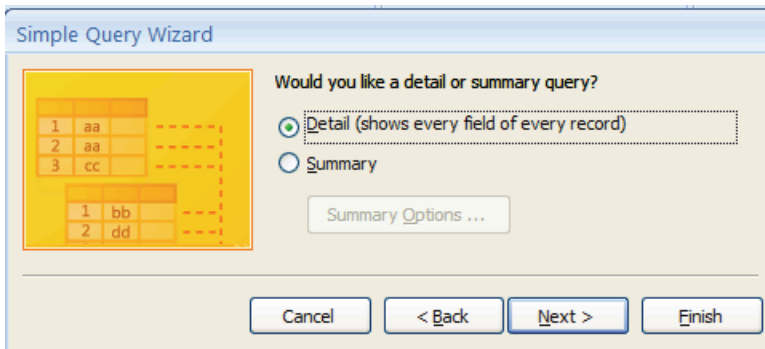 Simple Query Wizard
Would you like a detail or summary query?
Detail (shows every field of every record)
Summary
Summary Options ...
1 aa
2 aa
3 cc
1 bb
2 dd
Cancel
< Back
Next >
Finish